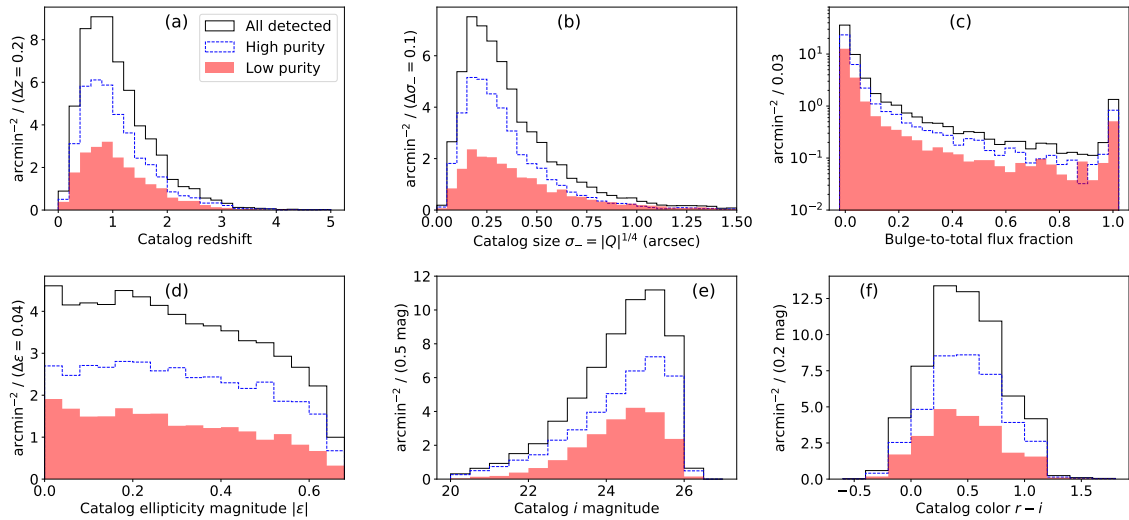 (a)
All detected
High purity
Low purity
arcmin⁻² / (Δz = 0.2)
8
6
4
2
0
0 1 2 3 4 5
Catalog redshift
(b)
arcmin⁻² / (Δσ₋ = 0.1)
8
6
4
2
0
0.00 0.25 0.50 0.75 1.00 1.25 1.50
Catalog size σ₋ = |Q|^{1/4} (arcsec)
(c)
arcmin⁻² / 0.03
10¹
10⁰
10⁻¹
10⁻²
0.0 0.2 0.4 0.6 0.8 1.0
Bulge-to-total flux fraction
(d)
arcmin⁻² / (Δε = 0.04)
4
3
2
1
0
0.0 0.2 0.4 0.6
Catalog ellipticity magnitude |ε|
(e)
arcmin⁻² / (0.5 mag)
12
10
8
6
4
2
0
20 22 24 26
Catalog i magnitude
(f)
arcmin⁻² / (0.2 mag)
12.5
10.0
7.5
5.0
2.5
0.0
−0.5 0.0 0.5 1.0 1.5
Catalog color r − i